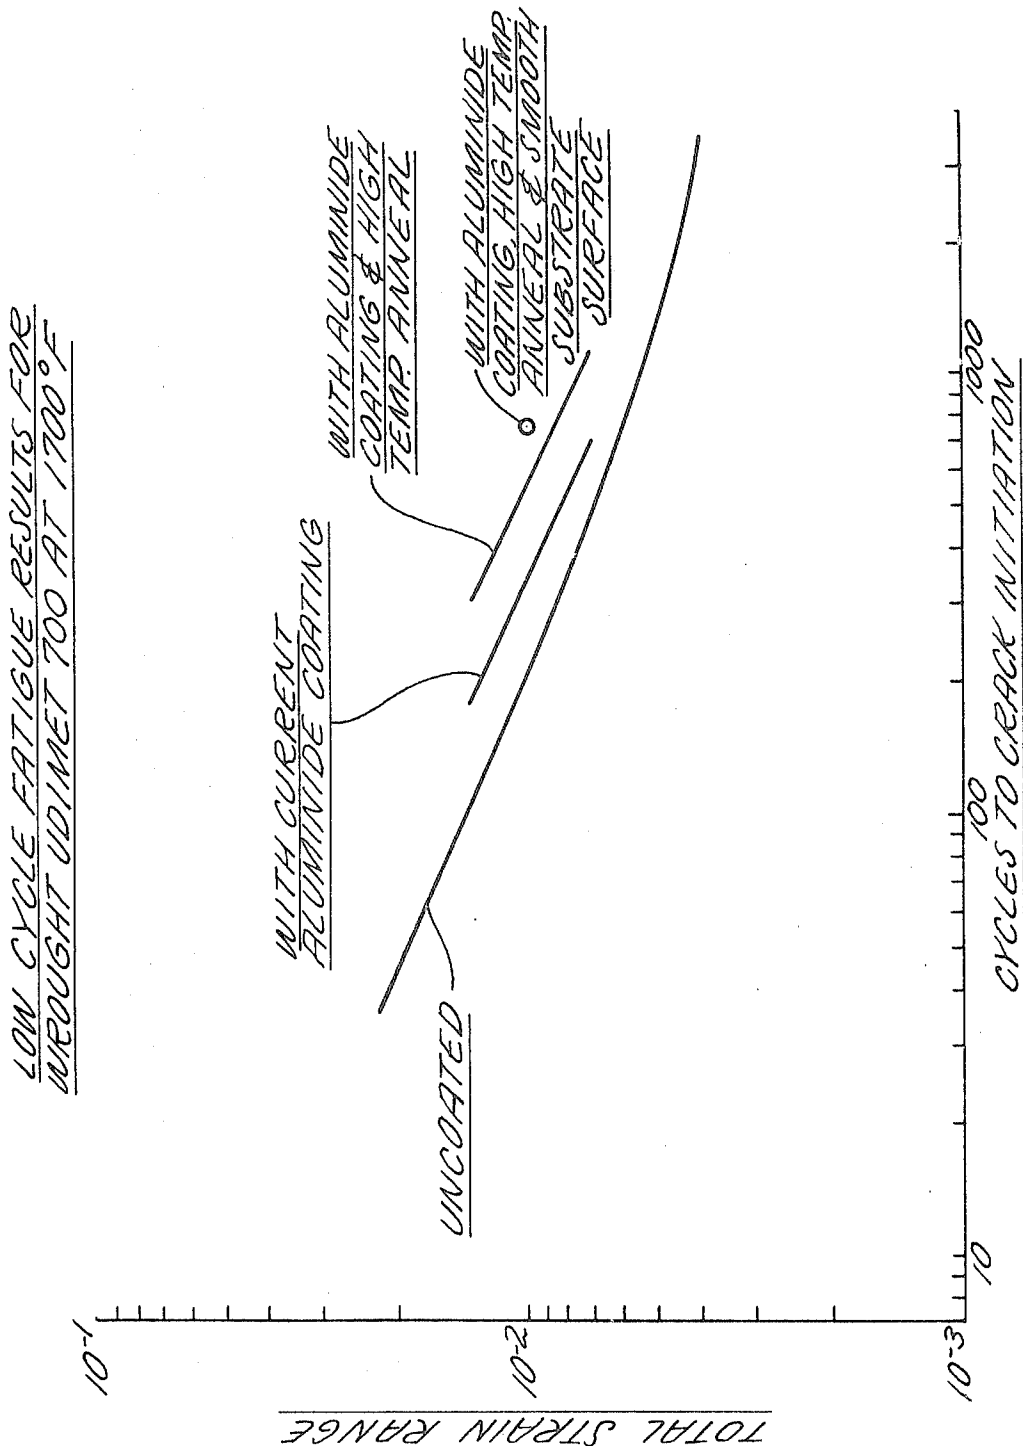 LOW CYCLE FATIGUE RESULTS FOR
WROUGHT UDIMET 700 AT 1700°F
TOTAL STRAIN RANGE
10-1
10-2
10-3
UNCOATED
WITH CURRENT
ALUMINIDE COATING
WITH ALUMINIDE
COATING & HIGH
TEMP. ANNEAL
WITH ALUMINIDE
COATING, HIGH TEMP.
ANNEAL & SMOOTH
SUBSTRATE
SURFACE
10
100
1000
CYCLES TO CRACK INITIATION